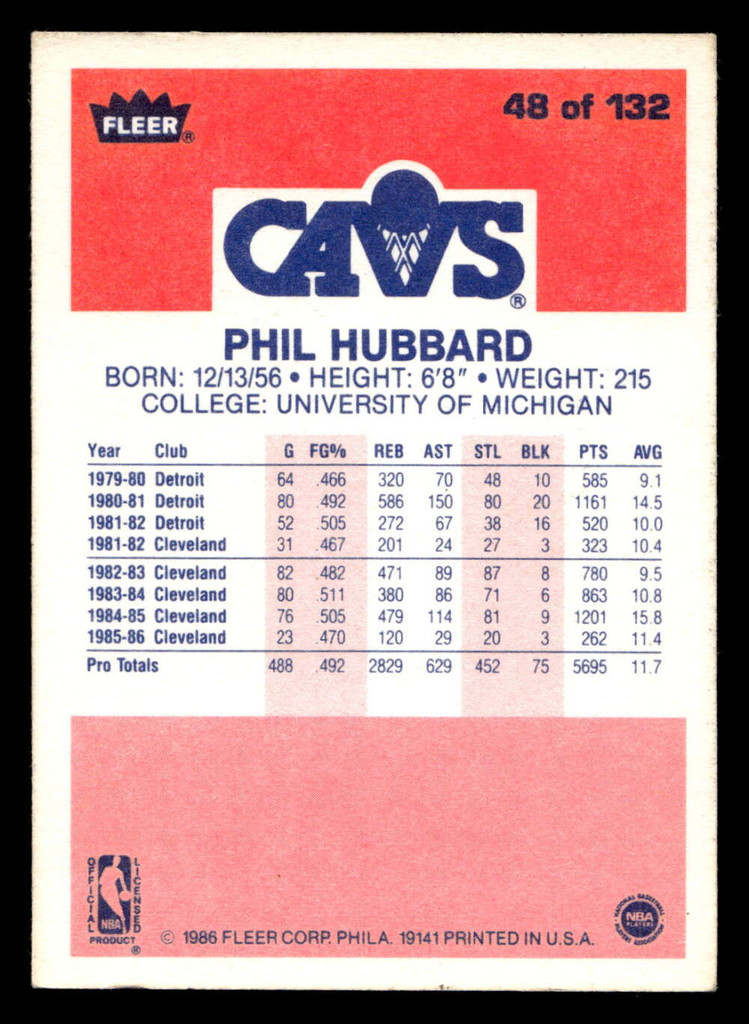 FLEER®
48 of 132
CAVS®
PHIL HUBBARD
BORN: 12/13/56 • HEIGHT: 6'8" • WEIGHT: 215
COLLEGE: UNIVERSITY OF MICHIGAN
Year Club G FG% REB AST STL BLK PTS AVG
1979-80 Detroit 64 .466 320 70 48 10 585 9.1
1980-81 Detroit 80 .492 586 150 80 20 1161 14.5
1981-82 Detroit 52 .505 272 67 38 16 520 10.0
1981-82 Cleveland 31 .467 201 24 27 3 323 10.4
1982-83 Cleveland 82 .482 471 89 87 8 780 9.5
1983-84 Cleveland 80 .511 380 86 71 6 863 10.8
1984-85 Cleveland 76 .505 479 114 81 9 1201 15.8
1985-86 Cleveland 23 .470 120 29 20 3 262 11.4
Pro Totals 488 .492 2829 629 452 75 5695 11.7
OFFICIAL
NBA
LICENSED
PRODUCT ®
© 1986 FLEER CORP. PHILA. 19141 PRINTED IN U.S.A.
NATIONAL BASKETBALL
NBA
PLAYERS
PLAYERS ASSOCIATION